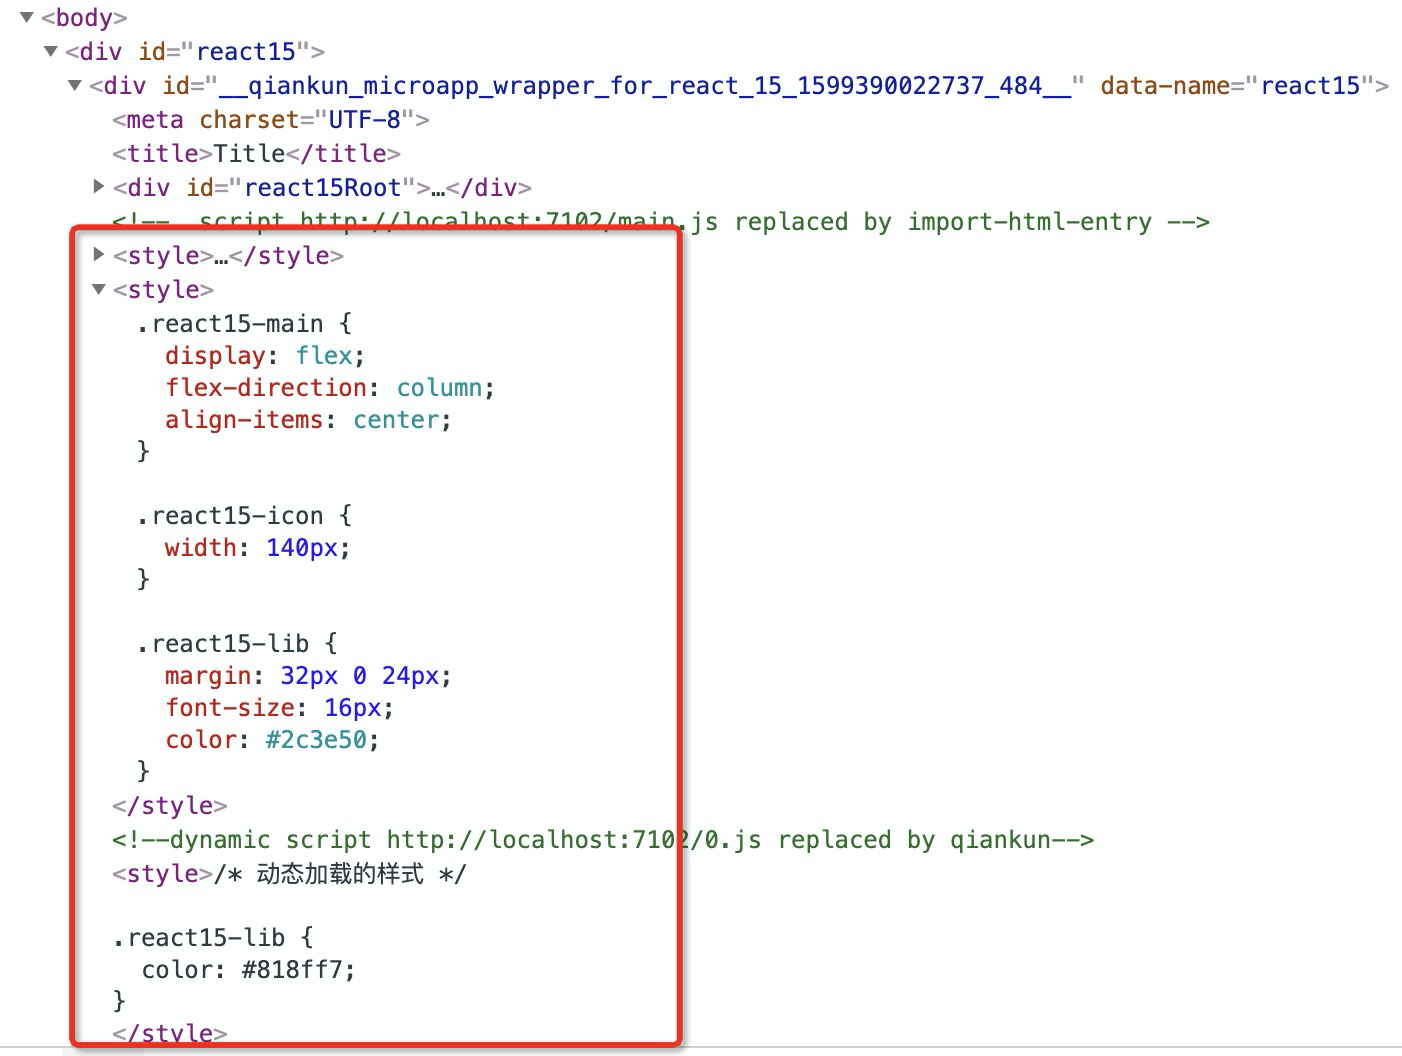 <body>
<div id="react15">
<div id="__qiankun_microapp_wrapper_for_react_15_1599390022737_484__" data-name="react15">
<meta charset="UTF-8">
<title>Title</title>
<div id="react15Root">…</div>
<!-- script http://localhost:7102/main.js replaced by import-html-entry -->
<style>…</style>
<style>
.react15-main {
display: flex;
flex-direction: column;
align-items: center;
}
.react15-icon {
width: 140px;
}
.react15-lib {
margin: 32px 0 24px;
font-size: 16px;
color: #2c3e50;
}
</style>
<!--dynamic script http://localhost:7102/0.js replaced by qiankun-->
<style>/* 动态加载的样式 */
.react15-lib {
color: #818ff7;
}
</style>